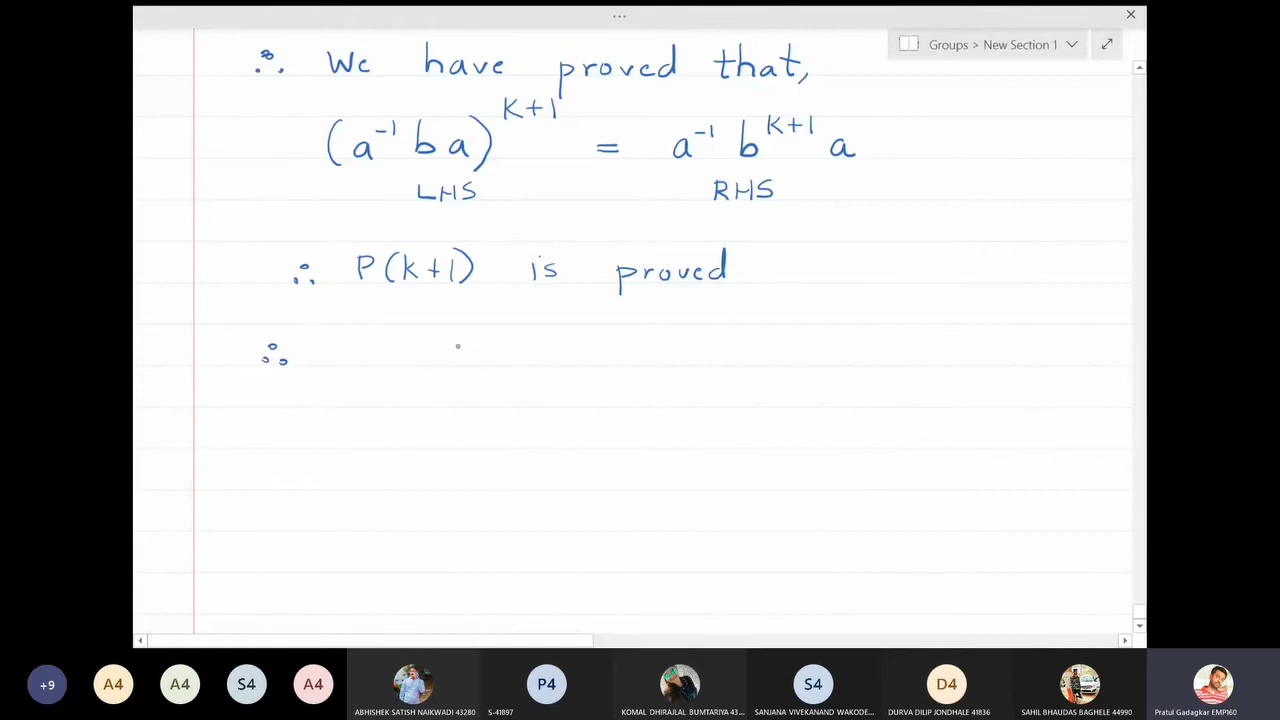 ...
Groups > New Section 1
∴ We have proved that,
(a⁻¹ b a)ᴷ⁺¹ = a⁻¹ bᴷ⁺¹ a
LHS RHS
∴ P(k+1) is proved
∴
+9 A4 A4 S4 A4 P4 S4 D4
ABHISHEK SATISH NAIKWADI 43280 S-41897 KOMAL DHIRAJLAL BUMTARIYA 43... SANJANA VIVEKANAND WAKODE... DURVA DILIP JONDHALE 41836 SAHIL BHAUDAS BAGHELE 44990 Pratul Gadagkar EMP160